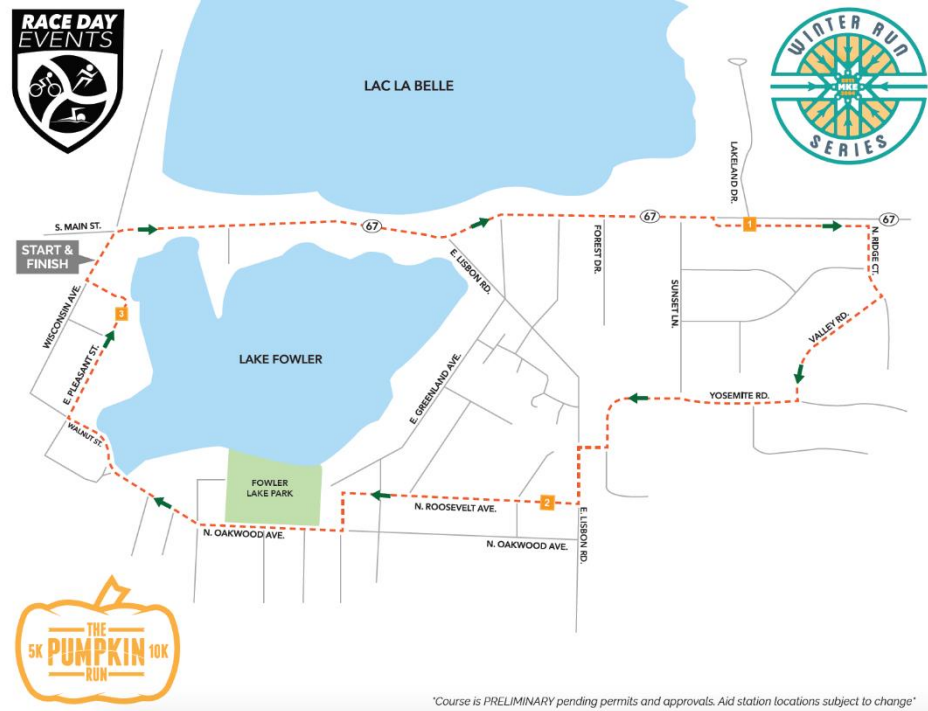 RACE DAY
EVENTS
WINTER RUN
MKE
SERIES
LAC LA BELLE
LAKELAND DR.
S. MAIN ST.
67
67
67
1
START &
FINISH
E. LISBON RD.
FOREST DR.
N. RIDGE CT.
SUNSET LN.
WISCONSIN AVE.
3
VALLEY RD.
LAKE FOWLER
E. PLEASANT ST.
E. GREENLAND AVE.
YOSEMITE RD.
WALNUT ST.
FOWLER
LAKE PARK
N. ROOSEVELT AVE.
2
N. OAKWOOD AVE.
N. OAKWOOD AVE.
E. LISBON RD.
THE
5K PUMPKIN 10K
RUN
"Course is PRELIMINARY pending permits and approvals. Aid station locations subject to change"